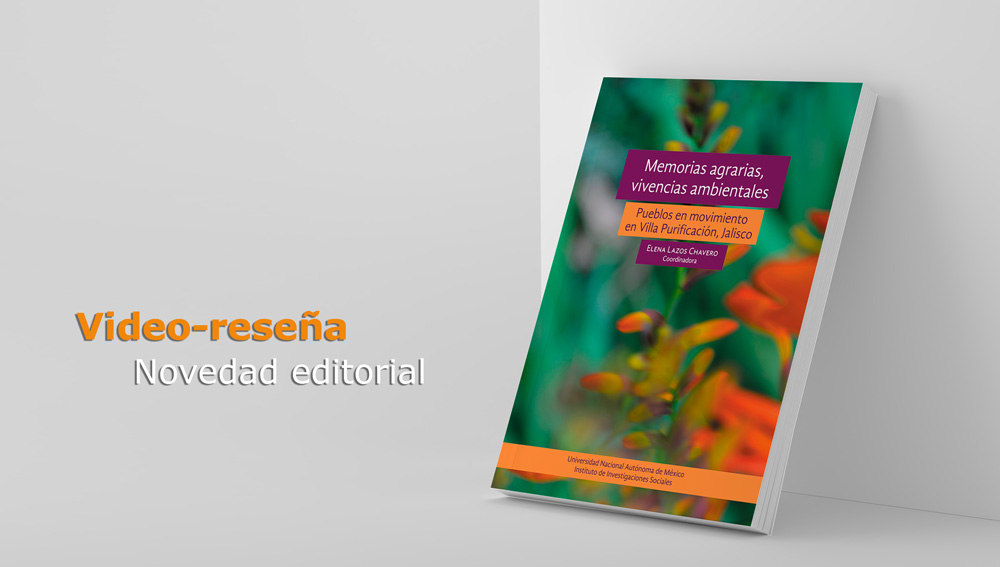 Video-reseña
Novedad editorial
Memorias agrarias,
vivencias ambientales
Pueblos en movimiento
en Villa Purificación, Jalisco
Elena Lazos Chavero
Coordinadora
Universidad Nacional Autónoma de México
Instituto de Investigaciones Sociales